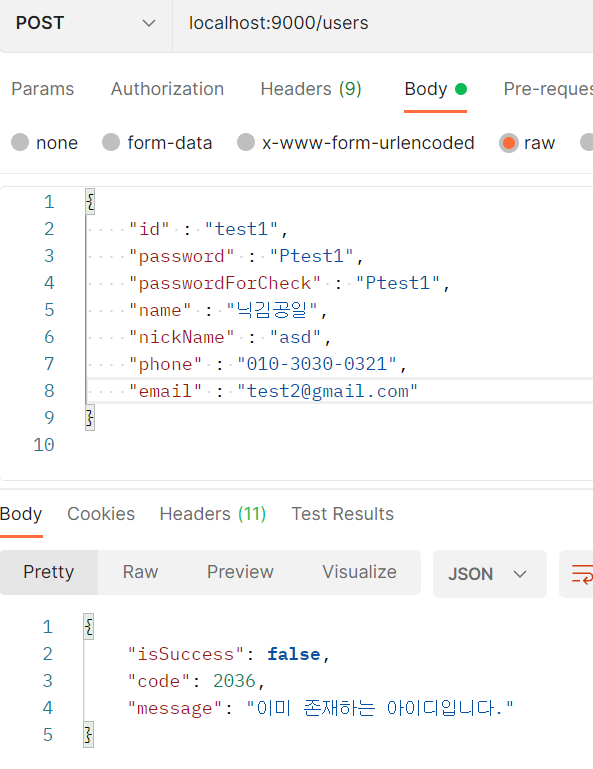 POST localhost:9000/users
Params Authorization Headers (9) Body Pre-reques
none form-data x-www-form-urlencoded raw
1 {
2 "id" : "test1",
3 "password" : "Ptest1",
4 "passwordForCheck" : "Ptest1",
5 "name" : "닉김공일",
6 "nickName" : "asd",
7 "phone" : "010-3030-0321",
8 "email" : "test2@gmail.com"
9 }
10
Body Cookies Headers (11) Test Results
Pretty Raw Preview Visualize JSON
1 {
2 "isSuccess": false,
3 "code": 2036,
4 "message": "이미 존재하는 아이디입니다."
5 }